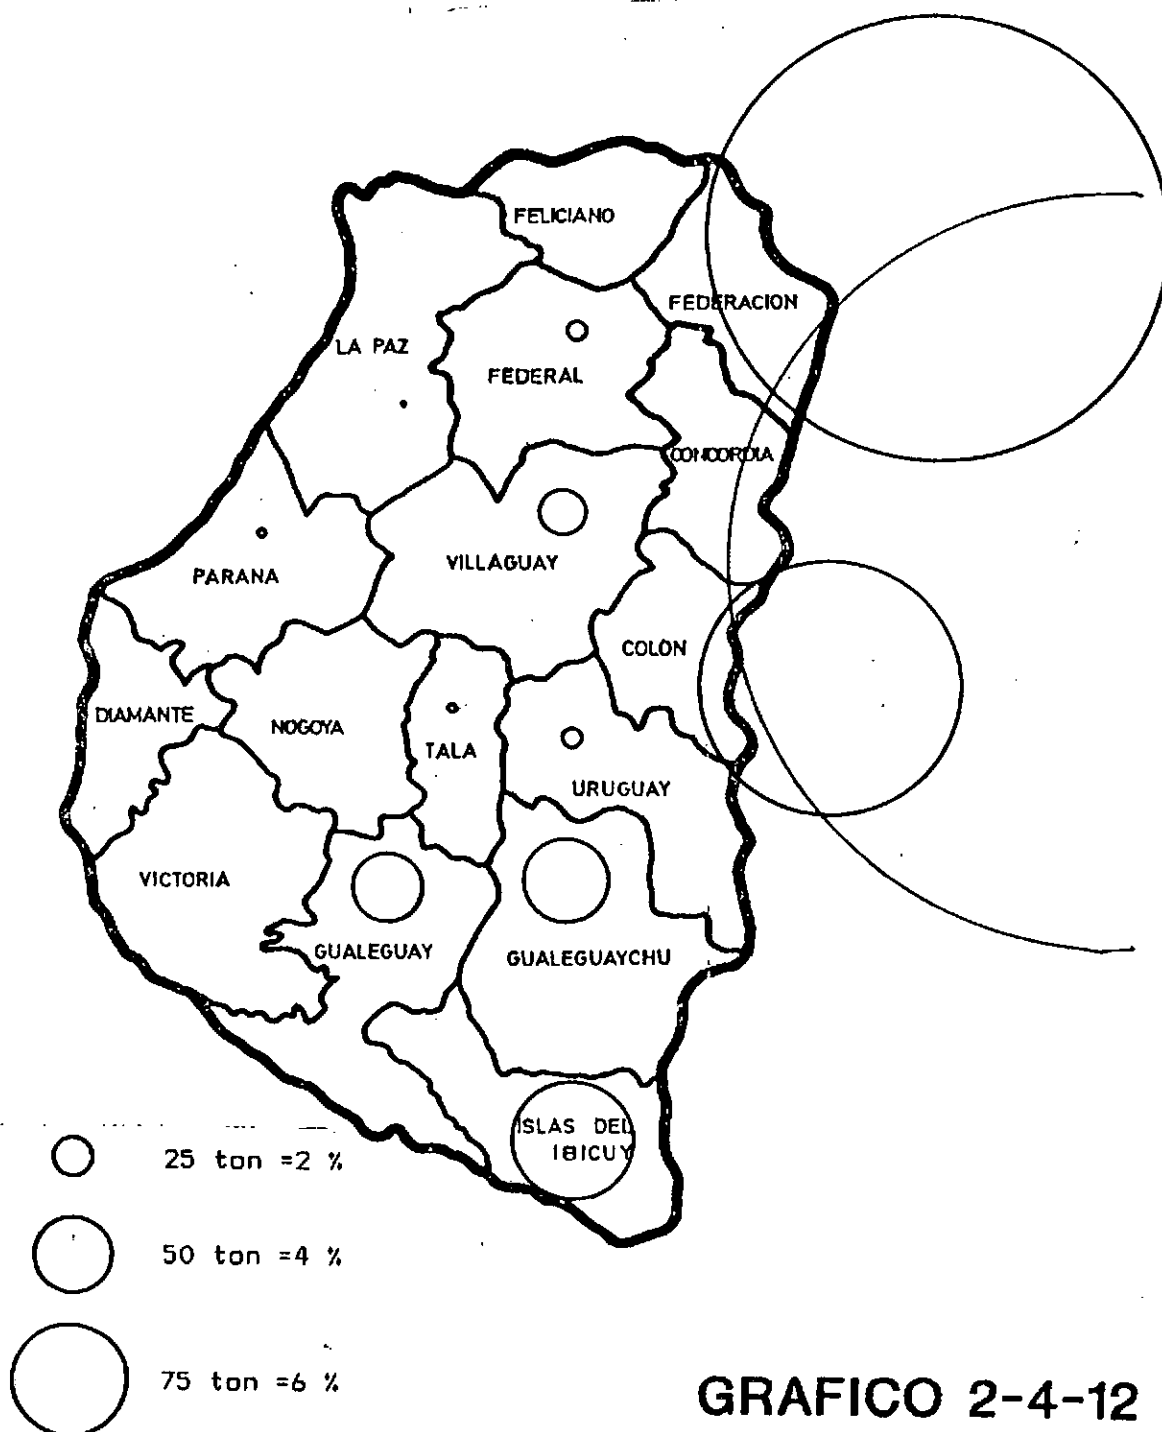 FELICIANO
FEDERACION
LA PAZ
FEDERAL
CONCORDIA
VILLAGUAY
PARANA
COLON
DIAMANTE
NOGOYA
TALA
URUGUAY
VICTORIA
GUALEGUAY
GUALEGUAYCHU
ISLAS DEL
IBICUY
25 ton =2 %
50 ton =4 %
75 ton =6 %
GRAFICO 2-4-12